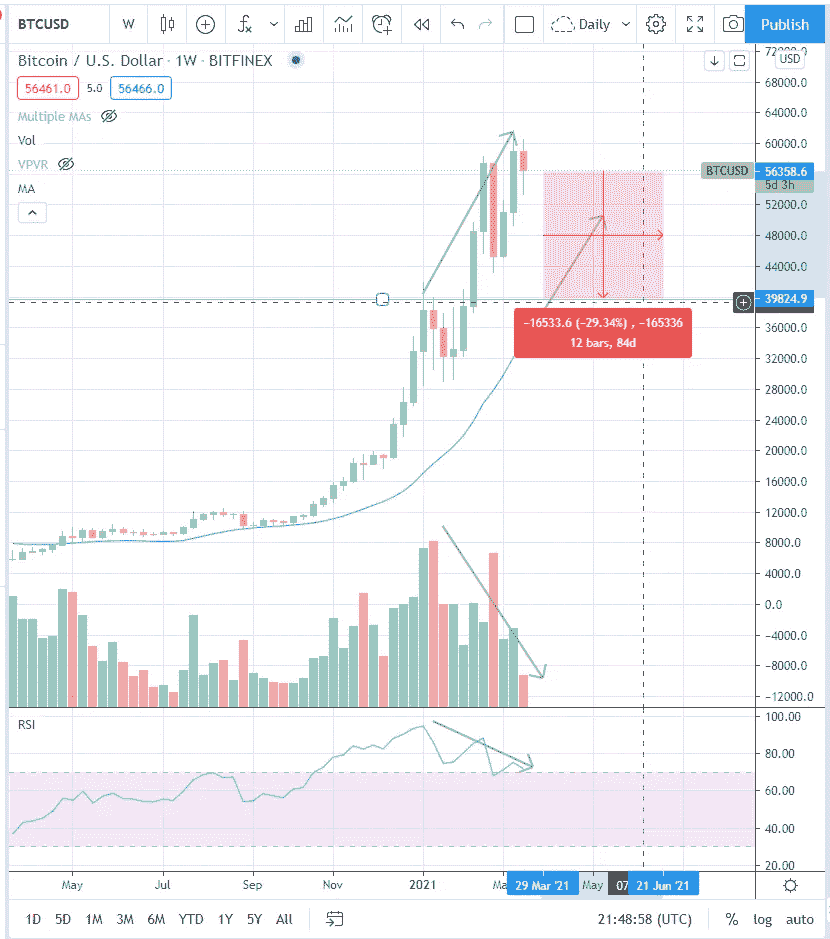 BTCUSD W Daily Publish
Bitcoin / U.S. Dollar · 1W · BITFINEX
56461.0 5.0 56466.0
Multiple MAs
Vol
VPVR
MA
USD
68000.0
64000.0
60000.0
BTCUSD 56358.6
5d 3h
52000.0
48000.0
44000.0
39824.9
36000.0
32000.0
28000.0
24000.0
20000.0
16000.0
12000.0
8000.0
4000.0
0.0
−4000.0
−8000.0
−12000.0
−16533.6 (−29.34%) , −165336
12 bars, 84d
RSI
100.00
80.00
60.00
40.00
20.00
May Jul Sep Nov 2021 29 Mar '21 May 07 21 Jun '21
1D 5D 1M 3M 6M YTD 1Y 5Y All 21:48:58 (UTC) % log auto